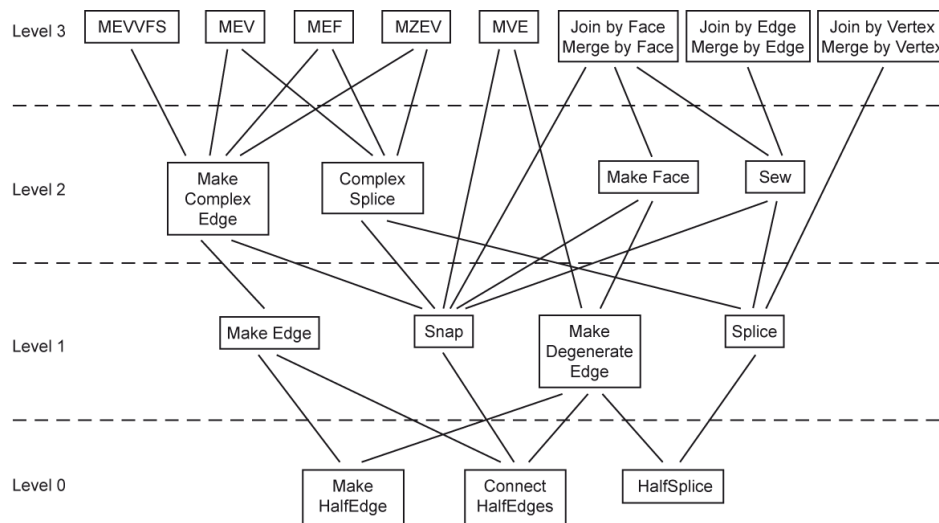 Level 3
MEVVFS
MEV
MEF
MZEV
MVE
Join by Face
Merge by Face
Join by Edge
Merge by Edge
Join by Vertex
Merge by Vertex
Level 2
Make
Complex
Edge
Complex
Splice
Make Face
Sew
Level 1
Make Edge
Snap
Make
Degenerate
Edge
Splice
Level 0
Make
HalfEdge
Connect
HalfEdges
HalfSplice